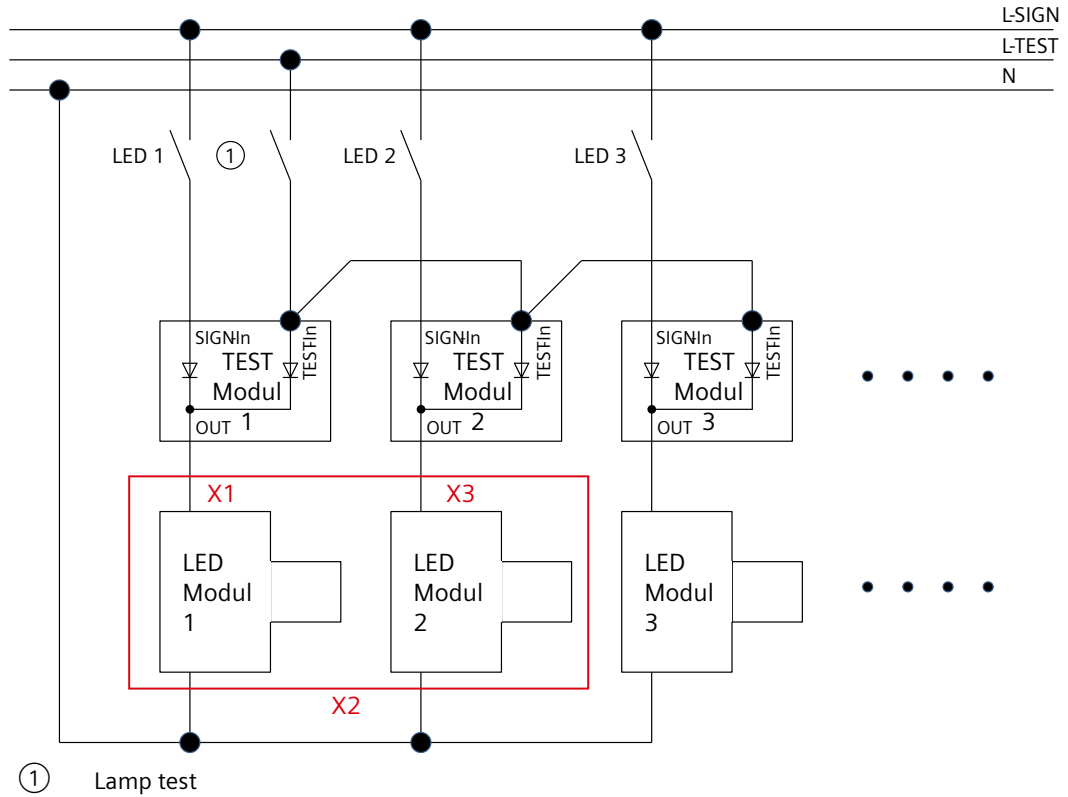 L-SIGN
L-TEST
N
LED 1
1
LED 2
LED 3
SIGN-In
TEST-In
TEST
Modul
1
OUT
SIGN-In
TEST-In
TEST
Modul
2
OUT
SIGN-In
TEST-In
TEST
Modul
3
OUT
X1
X3
LED
Modul
1
LED
Modul
2
LED
Modul
3
X2
1 Lamp test